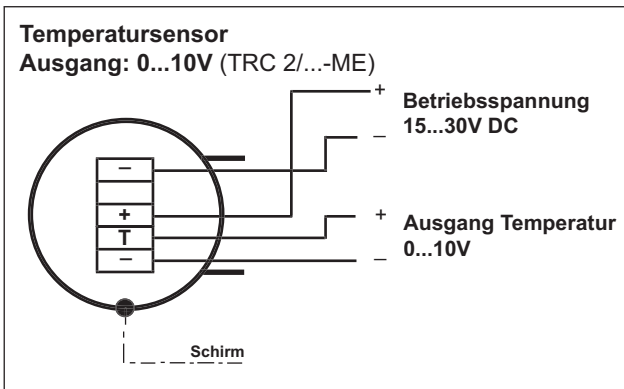 Temperatursensor
Ausgang: 0...10V (TRC 2/...-ME)
+
Betriebsspannung
15...30V DC
–
–
+
T
–
+
Ausgang Temperatur
0...10V
–
Schirm